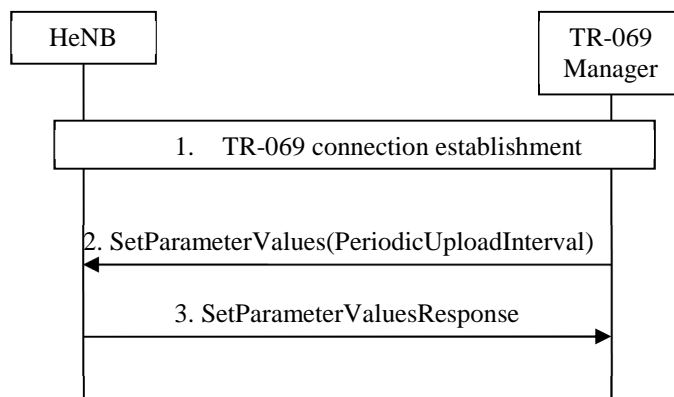 HeNB
TR-069
Manager
1. TR-069 connection establishment
2. SetParameterValues(PeriodicUploadInterval)
3. SetParameterValuesResponse